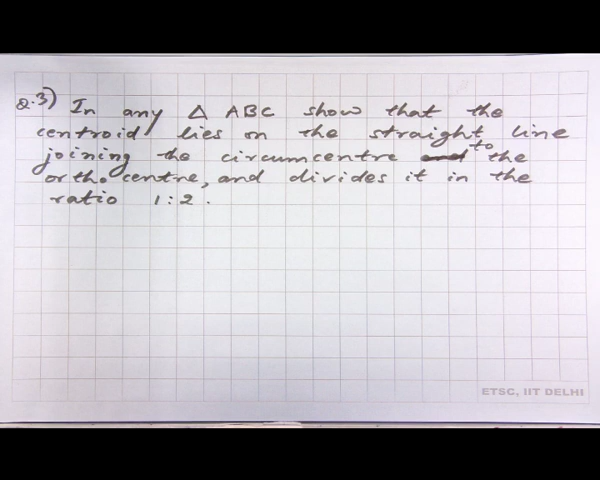 Q.3) In any Δ ABC show that the
centroid lies on the straight line
joining the circumcentre to the
orthocentre, and divides it in the
ratio 1:2.
ETSC, IIT DELHI